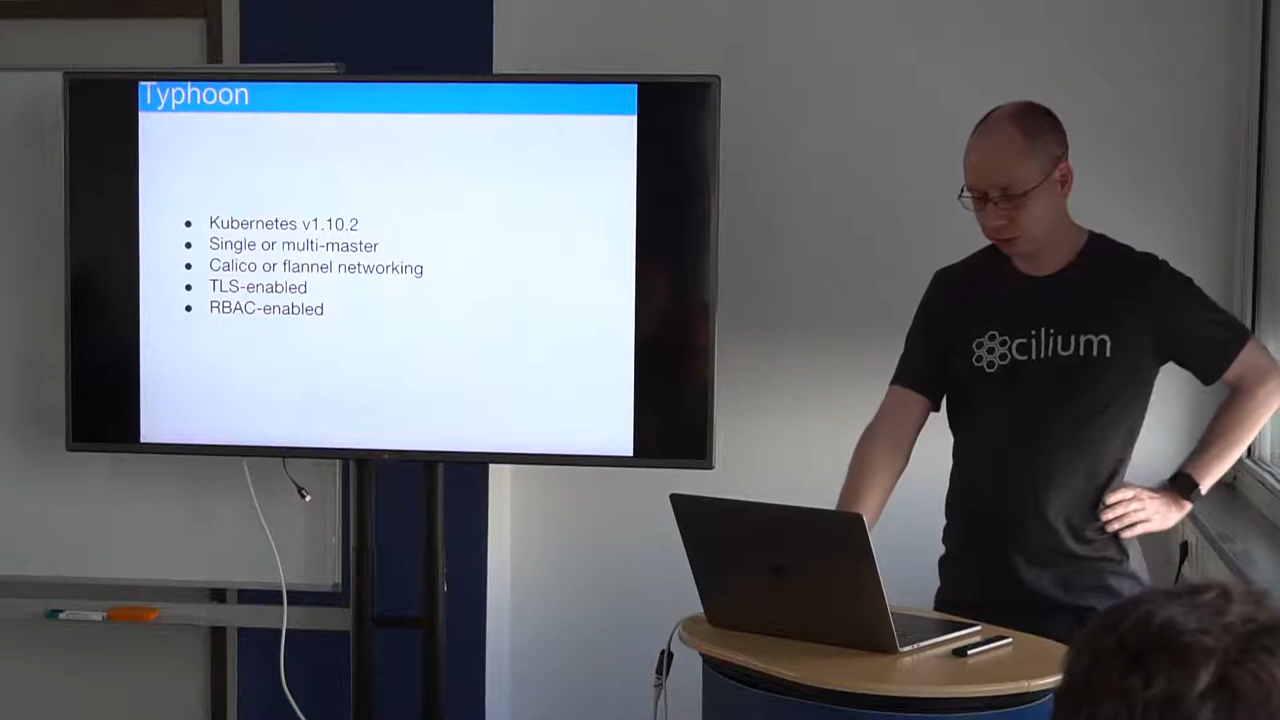 Typhoon
Kubernetes v1.10.2
Single or multi-master
Calico or flannel networking
TLS-enabled
RBAC-enabled
cilium